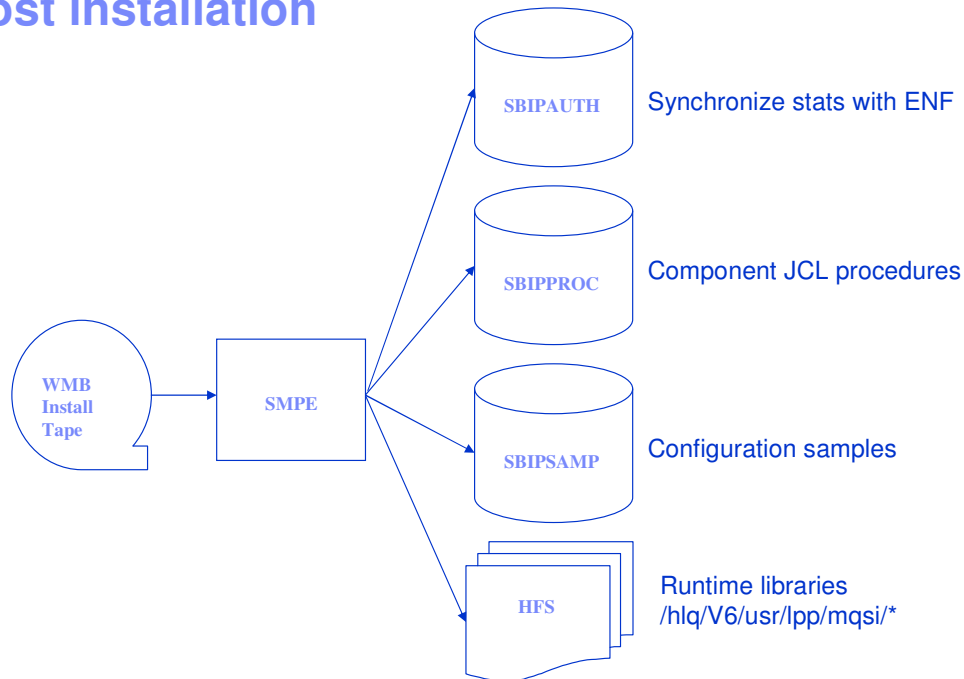 ost Installation
SBIPAUTH
Synchronize stats with ENF
SBIPPROC
Component JCL procedures
WMB
Install
Tape
SMPE
SBIPSAMP
Configuration samples
HFS
Runtime libraries
/hlq/V6/usr/lpp/mqsi/*